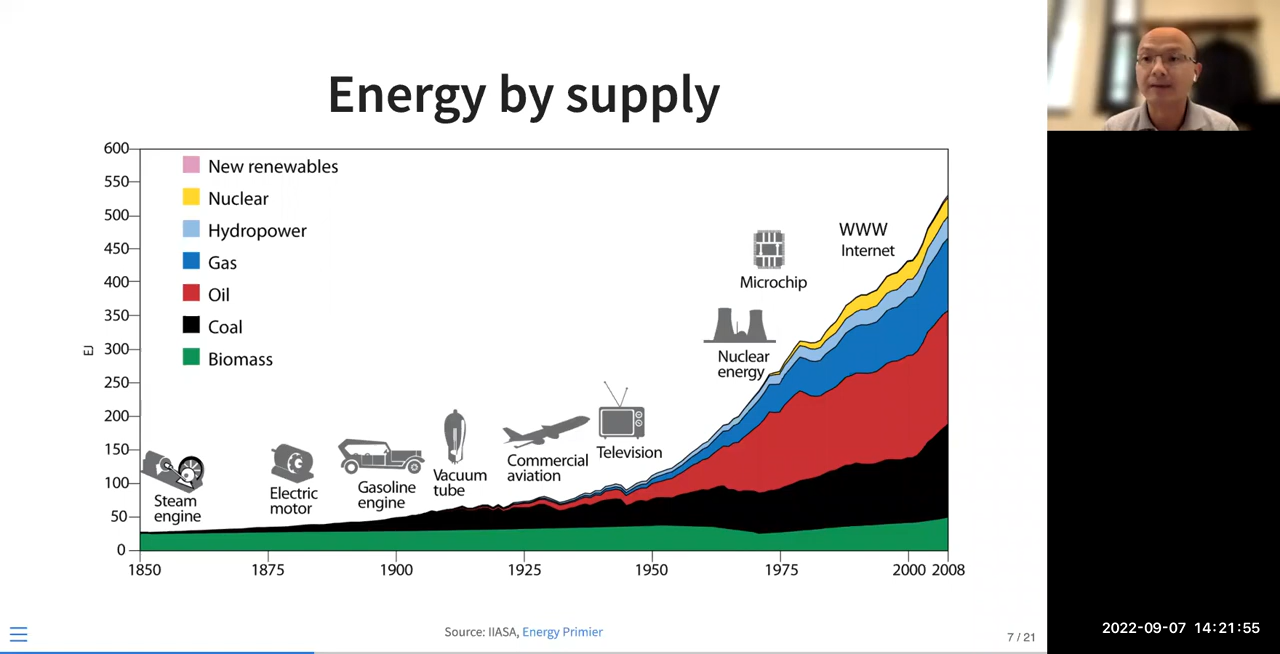 Energy by supply
600
550
500
450
400
350
300
250
200
150
100
50
0
EJ
New renewables
Nuclear
Hydropower
Gas
Oil
Coal
Biomass
Steam
engine
Electric
motor
Gasoline
engine
Vacuum
tube
Commercial
aviation
Television
Nuclear
energy
Microchip
WWW
Internet
1850
1875
1900
1925
1950
1975
2000
2008
Source: IIASA, Energy Primier
7 / 21
2022-09-07 14:21:55